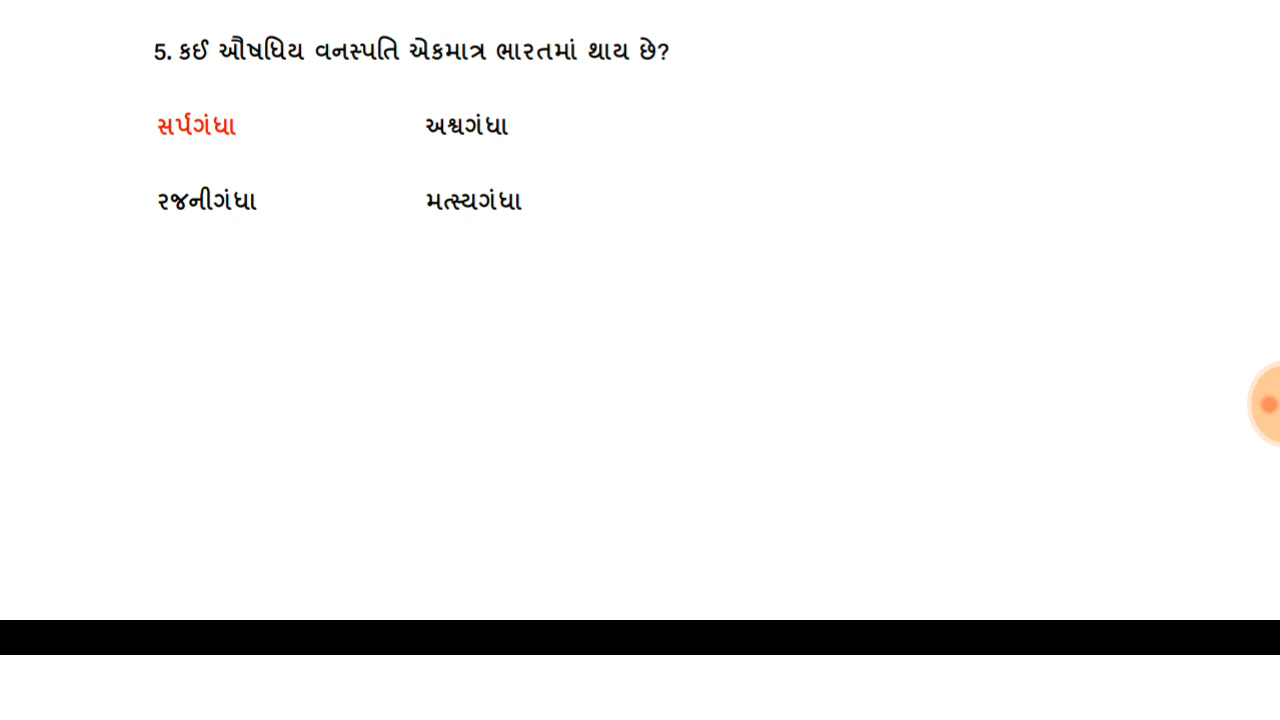 5. કઈ ઔષધિય વનસ્પતિ એકમાત્ર ભારતમાં થાય છે?
સર્પગંધા અશ્વગંધા
રજનીગંધા મત્સ્યગંધા